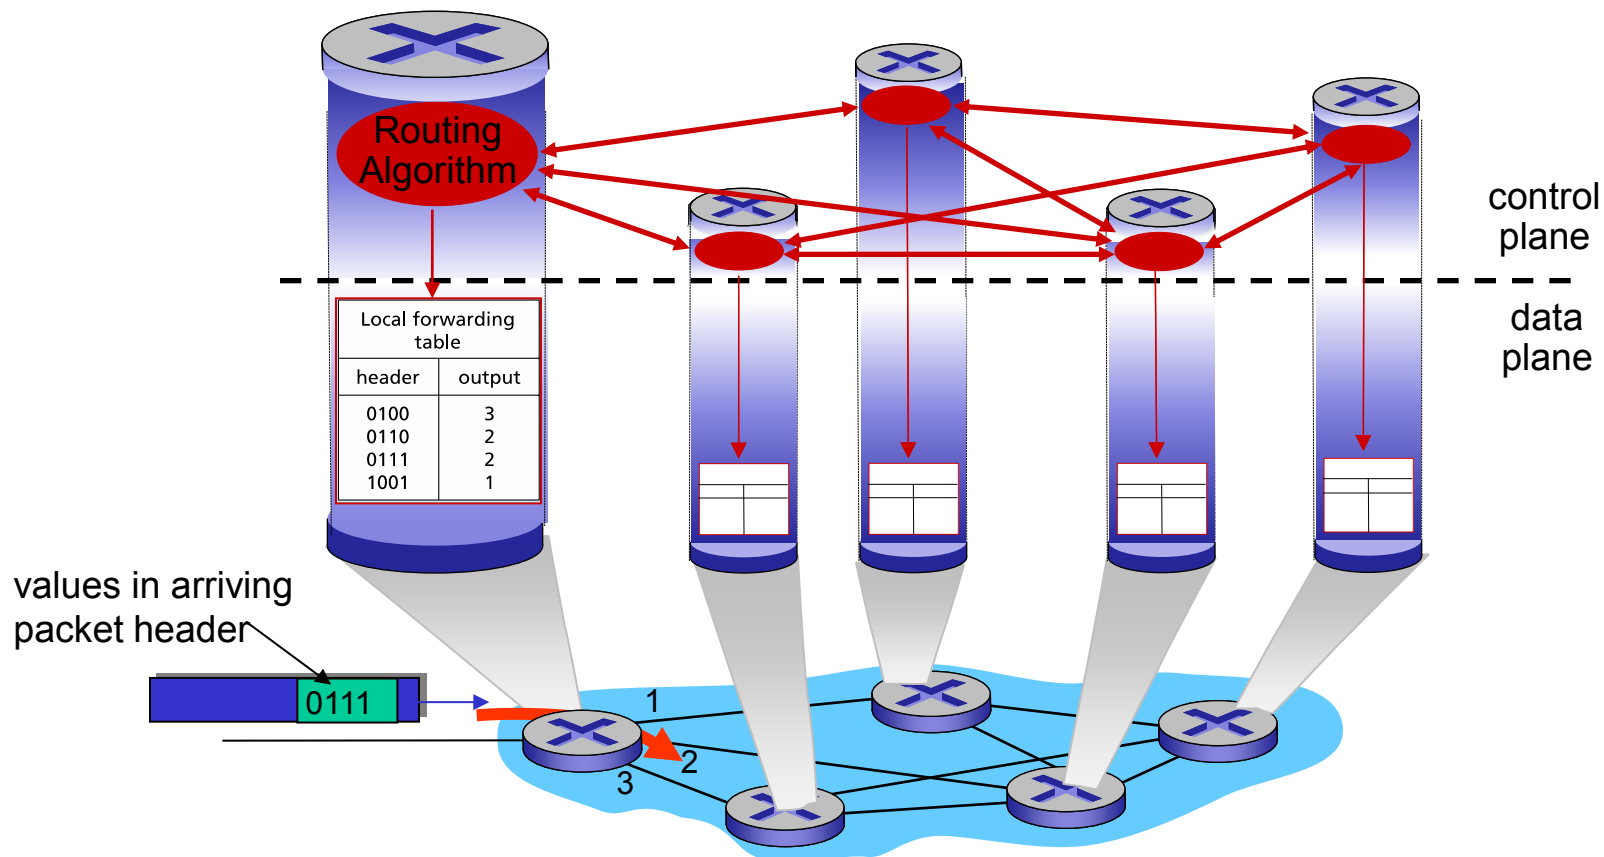 Routing
Algorithm
control
plane
data
plane
Local forwarding
table
header output
0100 3
0110 2
0111 2
1001 1
values in arriving
packet header
0111
1
2
3